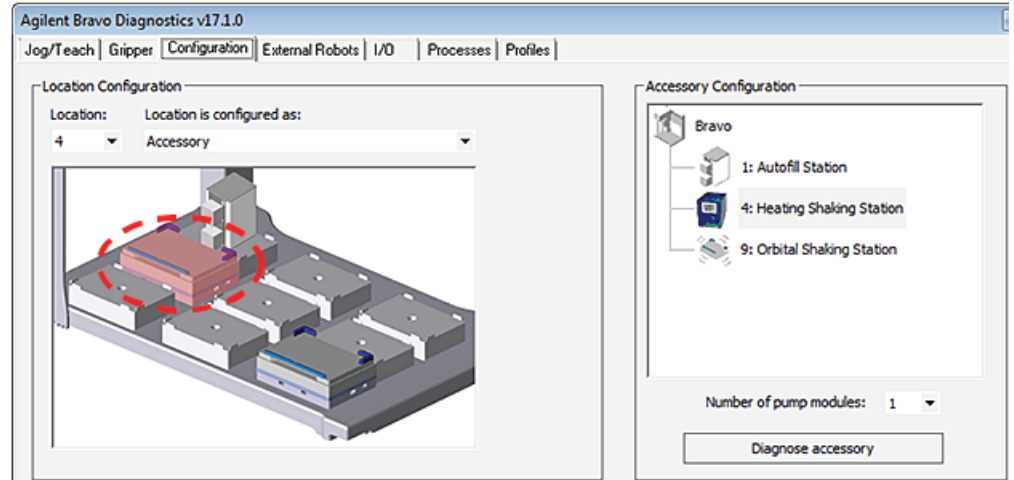 Agilent Bravo Diagnostics v17.1.0
Jog/Teach Gripper Configuration External Robots I/O Processes Profiles
Location Configuration
Location: Location is configured as:
4 Accessory
Accessory Configuration
Bravo
1: Autofill Station
4: Heating Shaking Station
9: Orbital Shaking Station
Number of pump modules: 1
Diagnose accessory